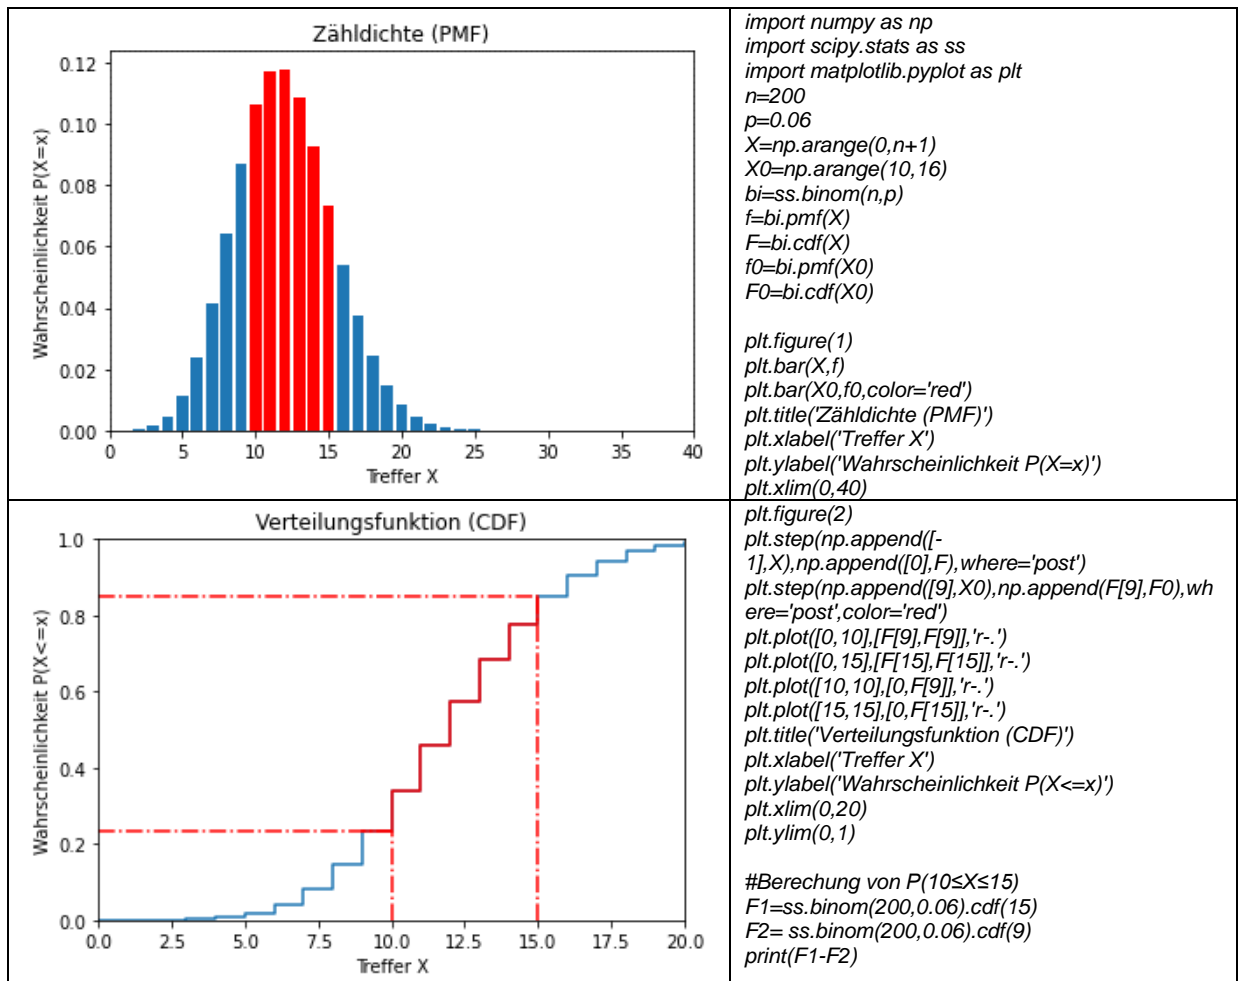 Zähldichte (PMF)
Wahrscheinlichkeit P(X=x)
0.12
0.10
0.08
0.06
0.04
0.02
0.00
0 5 10 15 20 25 30 35 40
Treffer X
import numpy as np
import scipy.stats as ss
import matplotlib.pyplot as plt
n=200
p=0.06
X=np.arange(0,n+1)
X0=np.arange(10,16)
bi=ss.binom(n,p)
f=bi.pmf(X)
F=bi.cdf(X)
f0=bi.pmf(X0)
F0=bi.cdf(X0)
plt.figure(1)
plt.bar(X,f)
plt.bar(X0,f0,color='red')
plt.title('Zähldichte (PMF)')
plt.xlabel('Treffer X')
plt.ylabel('Wahrscheinlichkeit P(X=x)')
plt.xlim(0,40)
Verteilungsfunktion (CDF)
Wahrscheinlichkeit P(X<=x)
1.0
0.8
0.6
0.4
0.2
0.0
0.0 2.5 5.0 7.5 10.0 12.5 15.0 17.5 20.0
Treffer X
plt.figure(2)
plt.step(np.append([-
1],X),np.append([0],F),where='post')
plt.step(np.append([9],X0),np.append(F[9],F0),wh
ere='post',color='red')
plt.plot([0,10],[F[9],F[9]],'r-.')
plt.plot([0,15],[F[15],F[15]],'r-.')
plt.plot([10,10],[0,F[9]],'r-.')
plt.plot([15,15],[0,F[15]],'r-.')
plt.title('Verteilungsfunktion (CDF)')
plt.xlabel('Treffer X')
plt.ylabel('Wahrscheinlichkeit P(X<=x)')
plt.xlim(0,20)
plt.ylim(0,1)
#Berechung von P(10≤X≤15)
F1=ss.binom(200,0.06).cdf(15)
F2= ss.binom(200,0.06).cdf(9)
print(F1-F2)